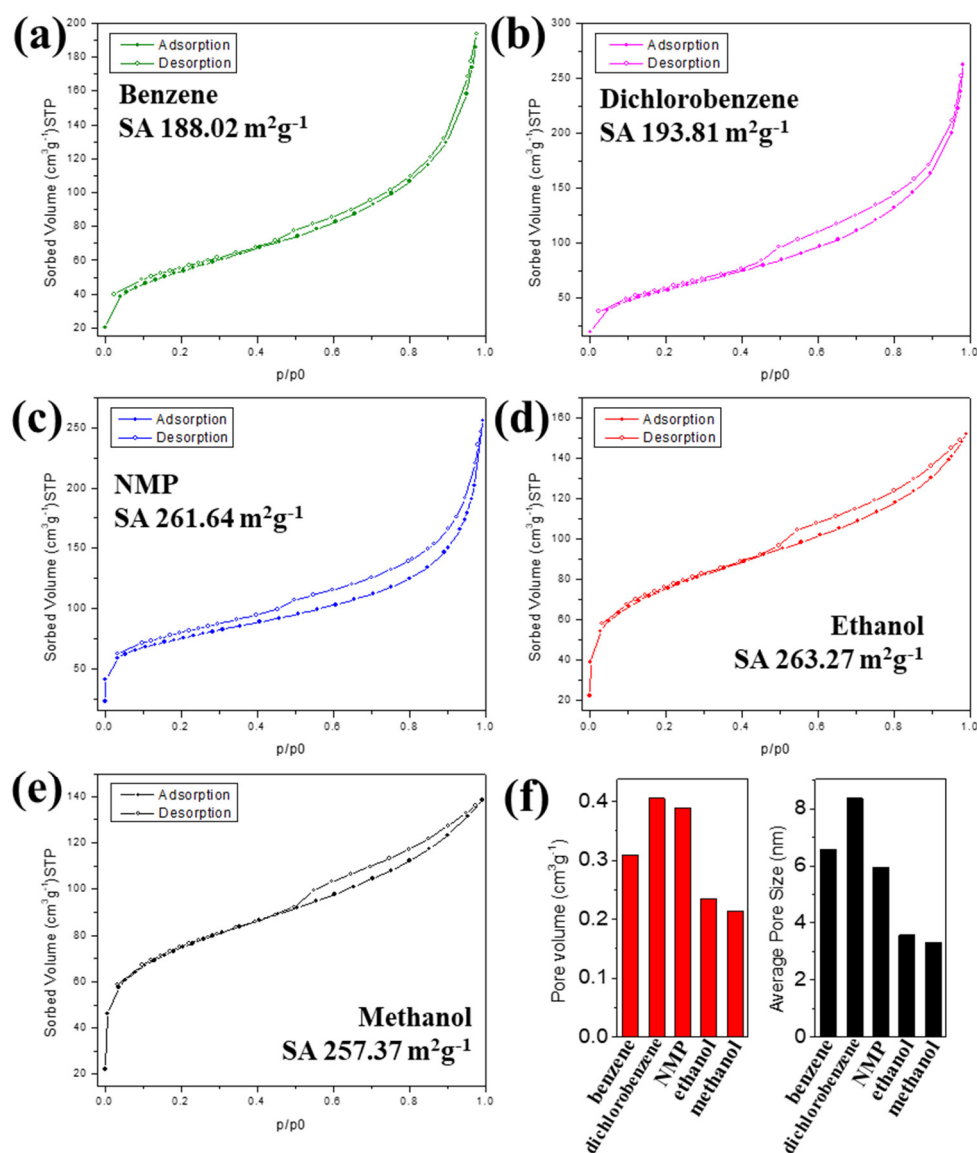 (a)
Adsorption
Desorption
Benzene
SA 188.02 m²g⁻¹
Sorbed Volume (cm³g⁻¹)STP
200
180
160
140
120
100
80
60
40
20
0.0 0.2 0.4 0.6 0.8 1.0
p/p0
(b)
Adsorption
Desorption
Dichlorobenzene
SA 193.81 m²g⁻¹
Sorbed Volume (cm³g⁻¹)STP
300
250
200
150
100
50
0.0 0.2 0.4 0.6 0.8 1.0
p/p0
(c)
Adsorption
Desorption
NMP
SA 261.64 m²g⁻¹
Sorbed Volume (cm³g⁻¹)STP
250
200
150
100
50
0.0 0.2 0.4 0.6 0.8 1.0
p/p0
(d)
Adsorption
Desorption
Ethanol
SA 263.27 m²g⁻¹
Sorbed Volume (cm³g⁻¹)STP
160
140
120
100
80
60
40
20
0.0 0.2 0.4 0.6 0.8 1.0
p/p0
(e)
Adsorption
Desorption
Methanol
SA 257.37 m²g⁻¹
Sorbed Volume (cm³g⁻¹)STP
140
120
100
80
60
40
20
0.0 0.2 0.4 0.6 0.8 1.0
p/p0
(f)
Pore volume (cm³g⁻¹)
0.4
0.3
0.2
0.1
0.0
benzene
dichlorobenzene
NMP
ethanol
methanol
Average Pore Size (nm)
8
6
4
2
0
benzene
dichlorobenzene
NMP
ethanol
methanol